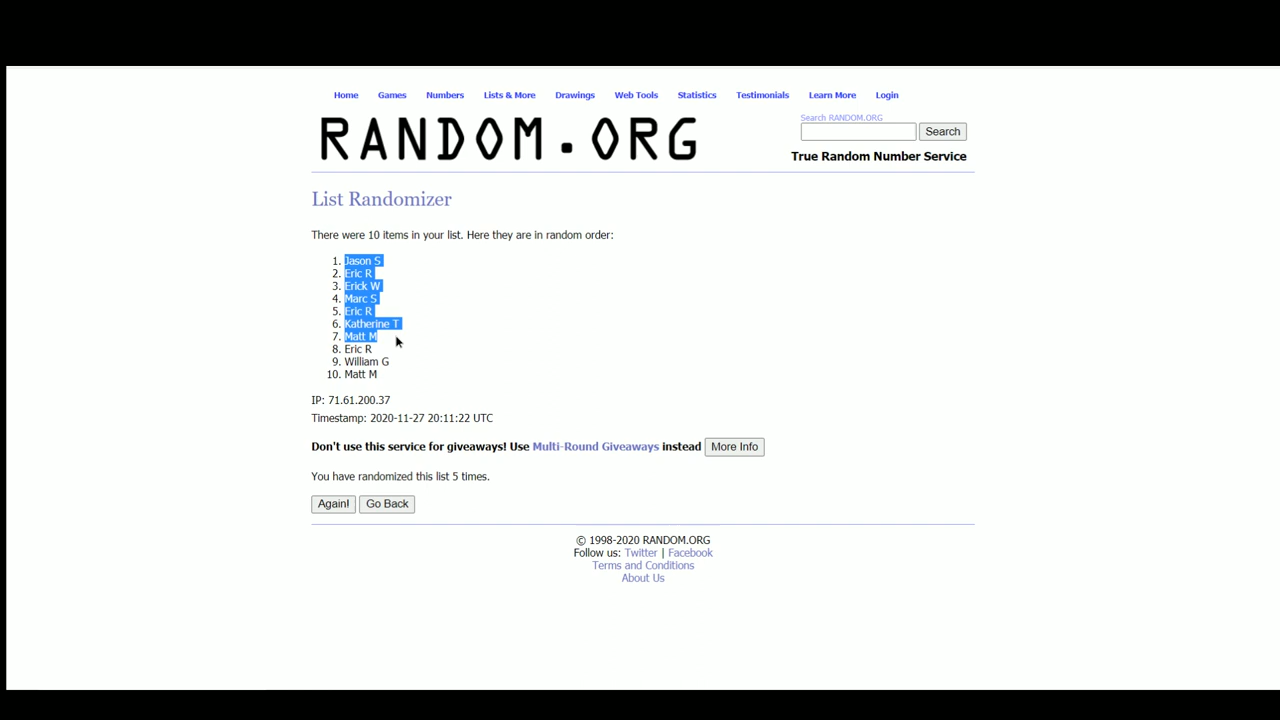 Home Games Numbers Lists & More Drawings Web Tools Statistics Testimonials Learn More Login
RANDOM.ORG
Search RANDOM.ORG
Search
True Random Number Service
List Randomizer
There were 10 items in your list. Here they are in random order:
1. Jason S
2. Eric R
3. Erick W
4. Marc S
5. Eric R
6. Katherine T
7. Matt M
8. Eric R
9. William G
10. Matt M
IP: 71.61.200.37
Timestamp: 2020-11-27 20:11:22 UTC
Don't use this service for giveaways! Use Multi-Round Giveaways instead More Info
You have randomized this list 5 times.
Again! Go Back
© 1998-2020 RANDOM.ORG
Follow us: Twitter | Facebook
Terms and Conditions
About Us